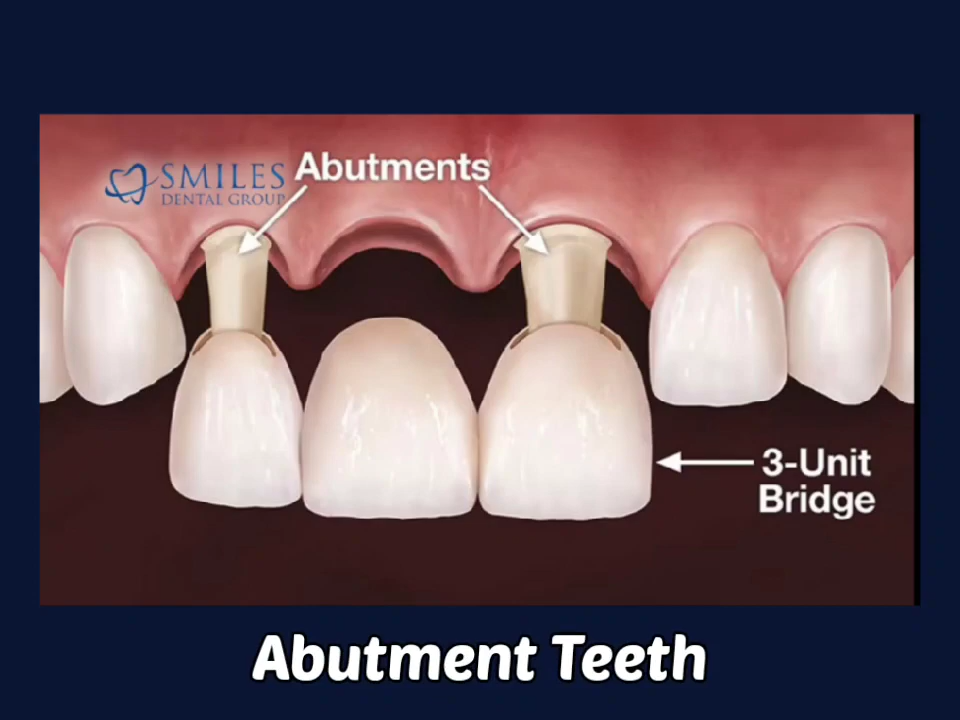 SMILES
DENTAL GROUP
Abutments
3-Unit
Bridge
Abutment Teeth